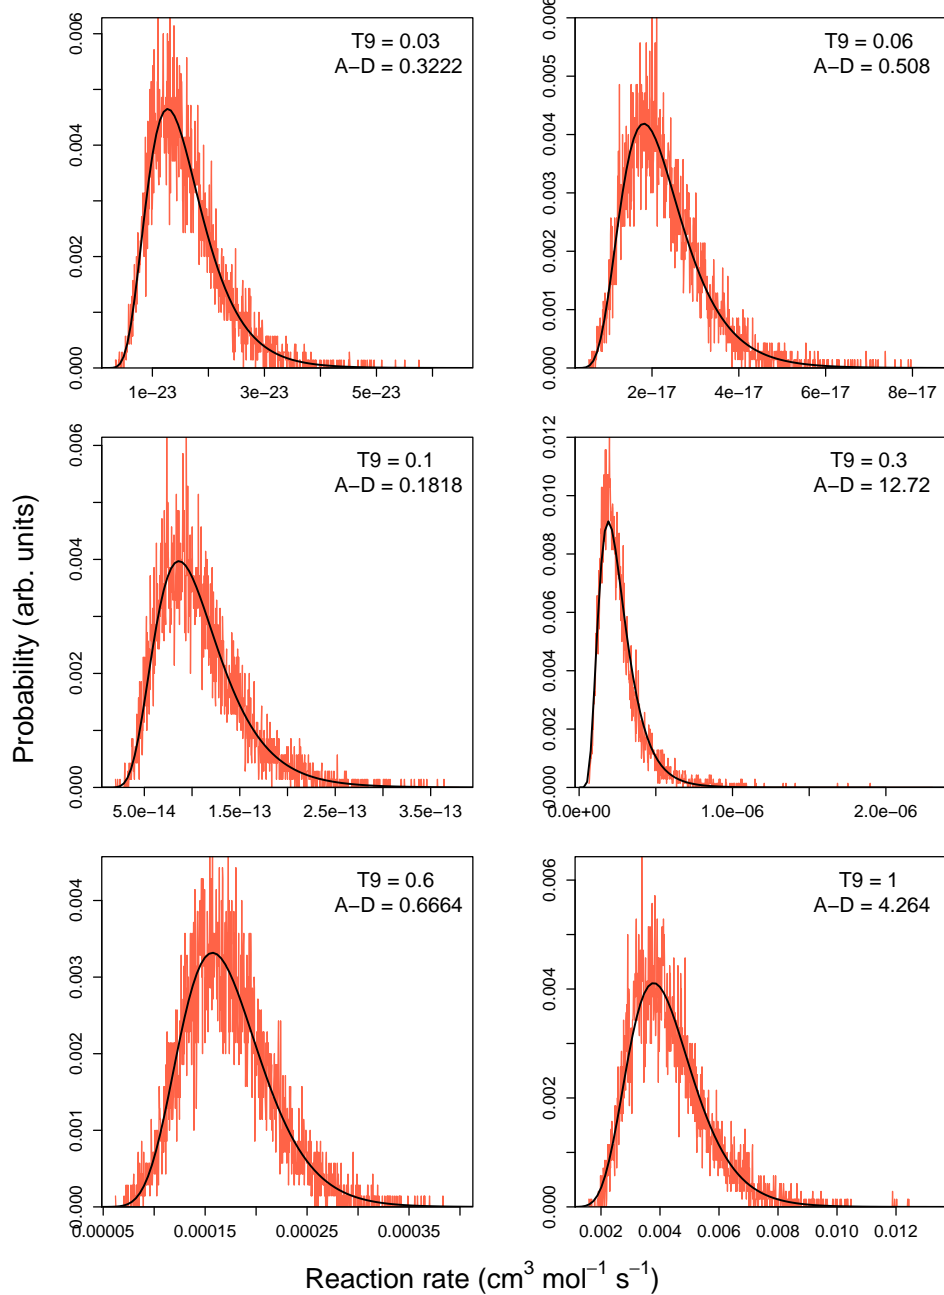 T9 = 0.03
A−D = 0.3222
0.000 0.002 0.004 0.006
1e−23 3e−23 5e−23
T9 = 0.06
A−D = 0.508
0.000 0.001 0.002 0.003 0.004 0.005 0.006
2e−17 4e−17 6e−17 8e−17
Probability (arb. units)
T9 = 0.1
A−D = 0.1818
0.000 0.002 0.004 0.006
5.0e−14 1.5e−13 2.5e−13 3.5e−13
T9 = 0.3
A−D = 12.72
0.000 0.002 0.004 0.006 0.008 0.010 0.012
0.0e+00 1.0e−06 2.0e−06
T9 = 0.6
A−D = 0.6664
0.000 0.001 0.002 0.003 0.004
0.00005 0.00015 0.00025 0.00035
T9 = 1
A−D = 4.264
0.000 0.002 0.004 0.006
0.002 0.004 0.006 0.008 0.010 0.012
Reaction rate (cm³ mol⁻¹ s⁻¹)